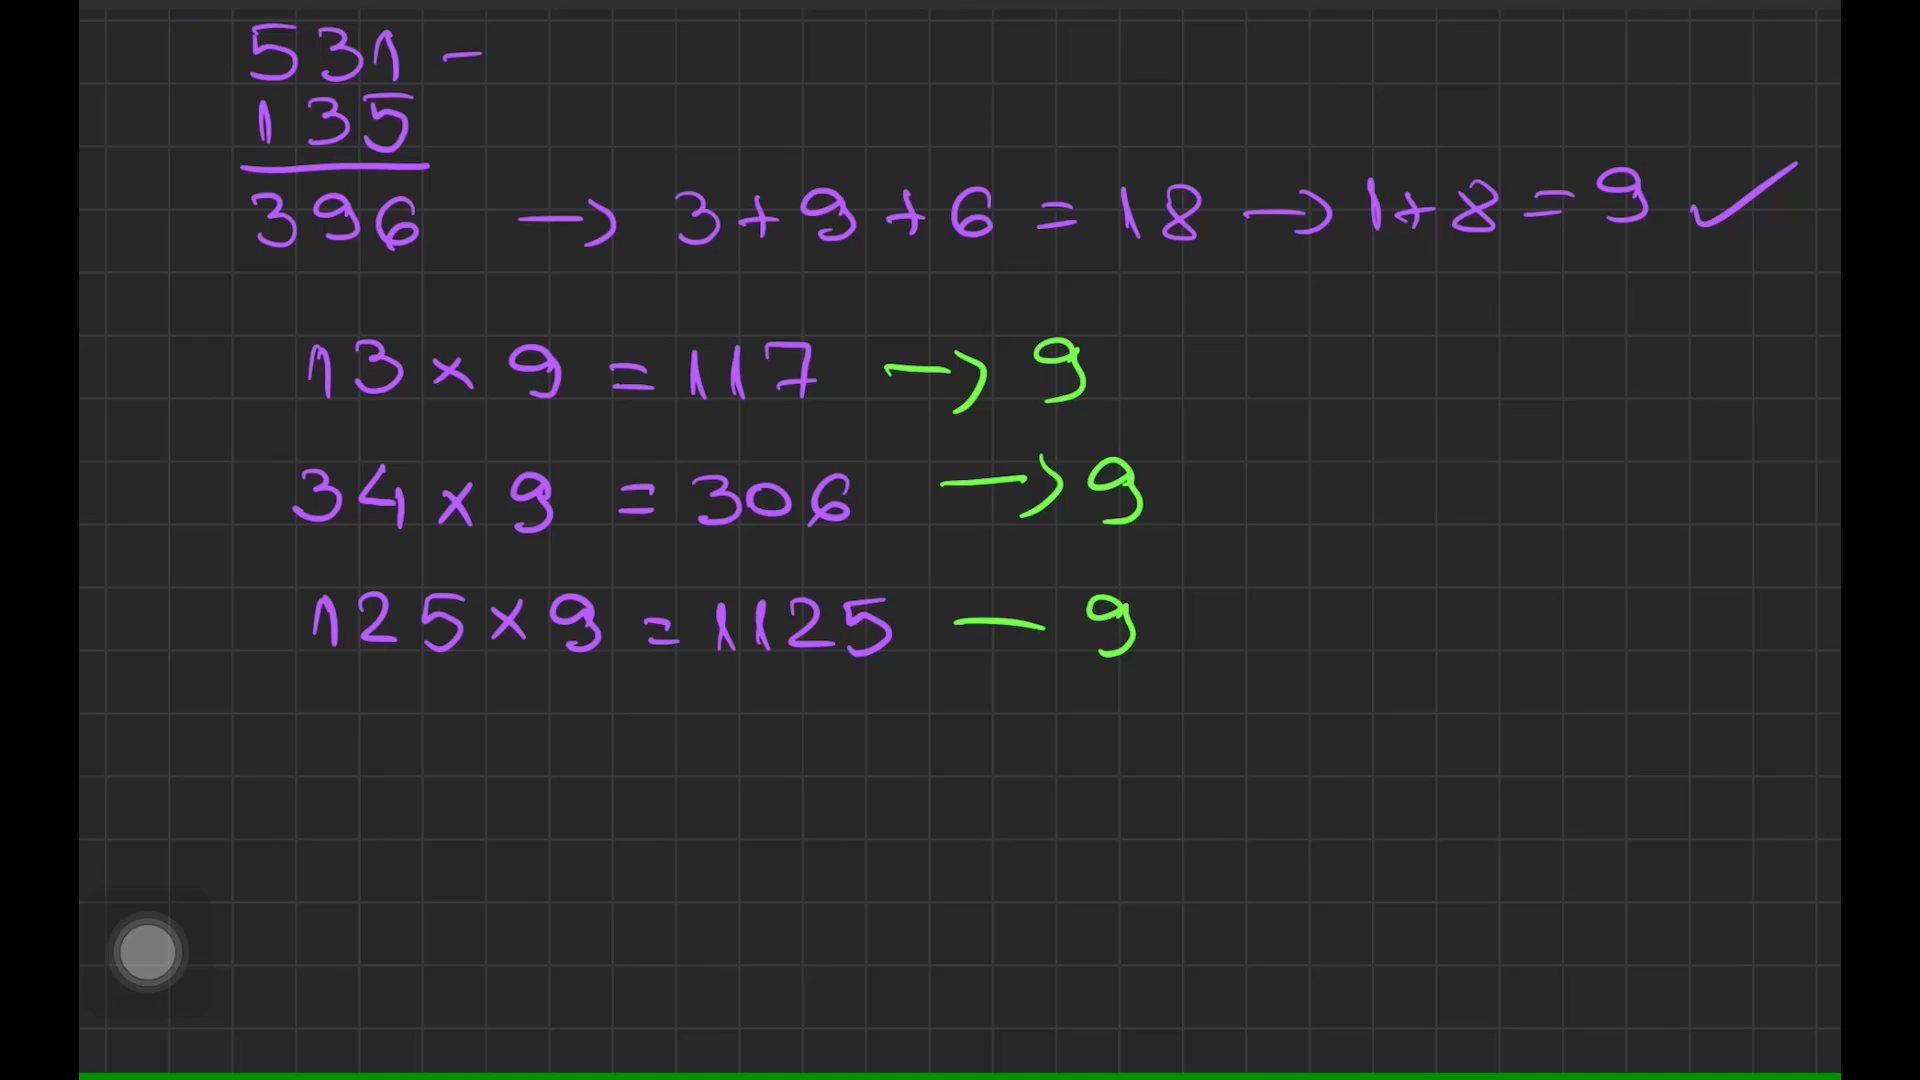 531 -
135
396 → 3+9+6 = 18 → 1+8 = 9 ✓
13 × 9 = 117 → 9
34 × 9 = 306 → 9
125 × 9 = 1125 — 9